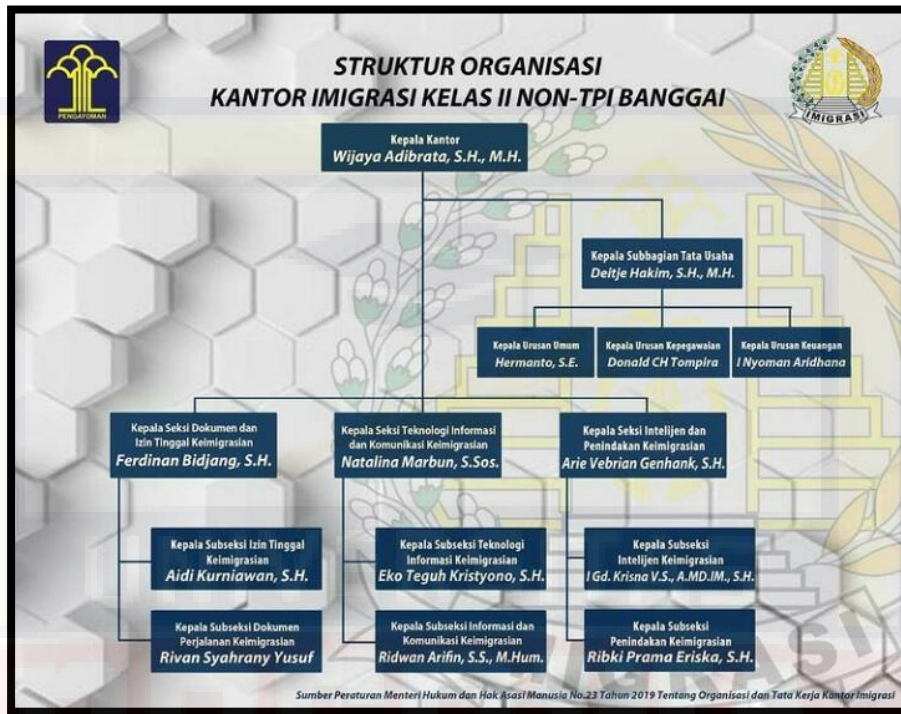 STRUKTUR ORGANISASI
KANTOR IMIGRASI KELAS II NON-TPI BANGGAI
PENGAYOMAN
IMIGRASI
Kepala Kantor
Wijaya Adibrata, S.H., M.H.
Kepala Subbagian Tata Usaha
Deitje Hakim, S.H., M.H.
Kepala Urusan Umum
Hermanto, S.E.
Kepala Urusan Kepegawaian
Donald CH Tompira
Kepala Urusan Keuangan
I Nyoman Aridhana
Kepala Seksi Dokumen dan
Izin Tinggal Keimigrasian
Ferdinan Bidjang, S.H.
Kepala Seksi Teknologi Informasi
dan Komunikasi Keimigrasian
Natalina Marbun, S.Sos.
Kepala Seksi Intelijen dan
Penindakan Keimigrasian
Arie Vebrian Genhank, S.H.
Kepala Subseksi Izin Tinggal
Keimigrasian
Aidi Kurniawan, S.H.
Kepala Subseksi Teknologi
Informasi Keimigrasian
Eko Teguh Kristyono, S.H.
Kepala Subseksi
Intelijen Keimigrasian
I Gd. Krisna V.S., A.MD.IM., S.H.
Kepala Subseksi Dokumen
Perjalanan Keimigrasian
Rivan Syahrany Yusuf
Kepala Subseksi Informasi dan
Komunikasi Keimigrasian
Ridwan Arifin, S.S., M.Hum.
Kepala Subseksi
Penindakan Keimigrasian
Ribki Prama Eriska, S.H.
IMIGRASI
Sumber Peraturan Menteri Hukum dan Hak Asasi Manusia No.23 Tahun 2019 Tentang Organisasi dan Tata Kerja Kantor Imigrasi